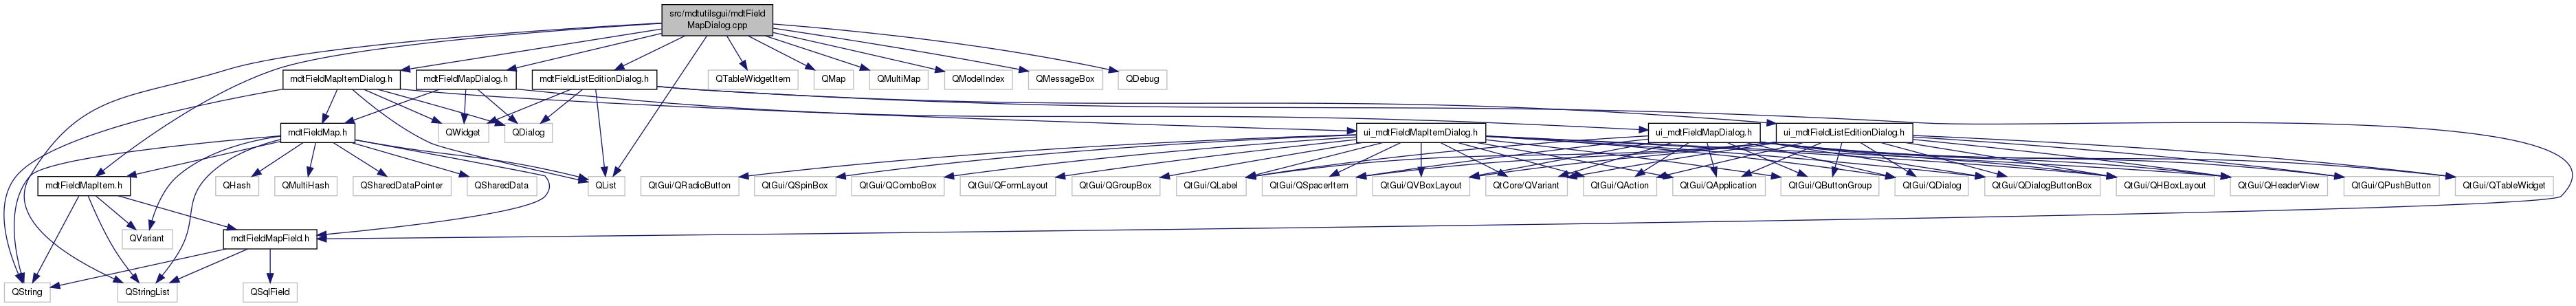 src/mdtutilsgui/mdtField
MapDialog.cpp
mdtFieldMapItemDialog.h
mdtFieldMapDialog.h
mdtFieldListEditionDialog.h
QTableWidgetItem
QMap
QMultiMap
QModelIndex
QMessageBox
QDebug
mdtFieldMap.h
QWidget
QDialog
ui_mdtFieldMapItemDialog.h
ui_mdtFieldMapDialog.h
ui_mdtFieldListEditionDialog.h
mdtFieldMapItem.h
QHash
QMultiHash
QSharedDataPointer
QSharedData
QList
QtGui/QRadioButton
QtGui/QSpinBox
QtGui/QComboBox
QtGui/QFormLayout
QtGui/QGroupBox
QtGui/QLabel
QtGui/QSpacerItem
QtGui/QVBoxLayout
QtCore/QVariant
QtGui/QAction
QtGui/QApplication
QtGui/QButtonGroup
QtGui/QDialog
QtGui/QDialogButtonBox
QtGui/QHBoxLayout
QtGui/QHeaderView
QtGui/QPushButton
QtGui/QTableWidget
QVariant
mdtFieldMapField.h
QString
QStringList
QSqlField